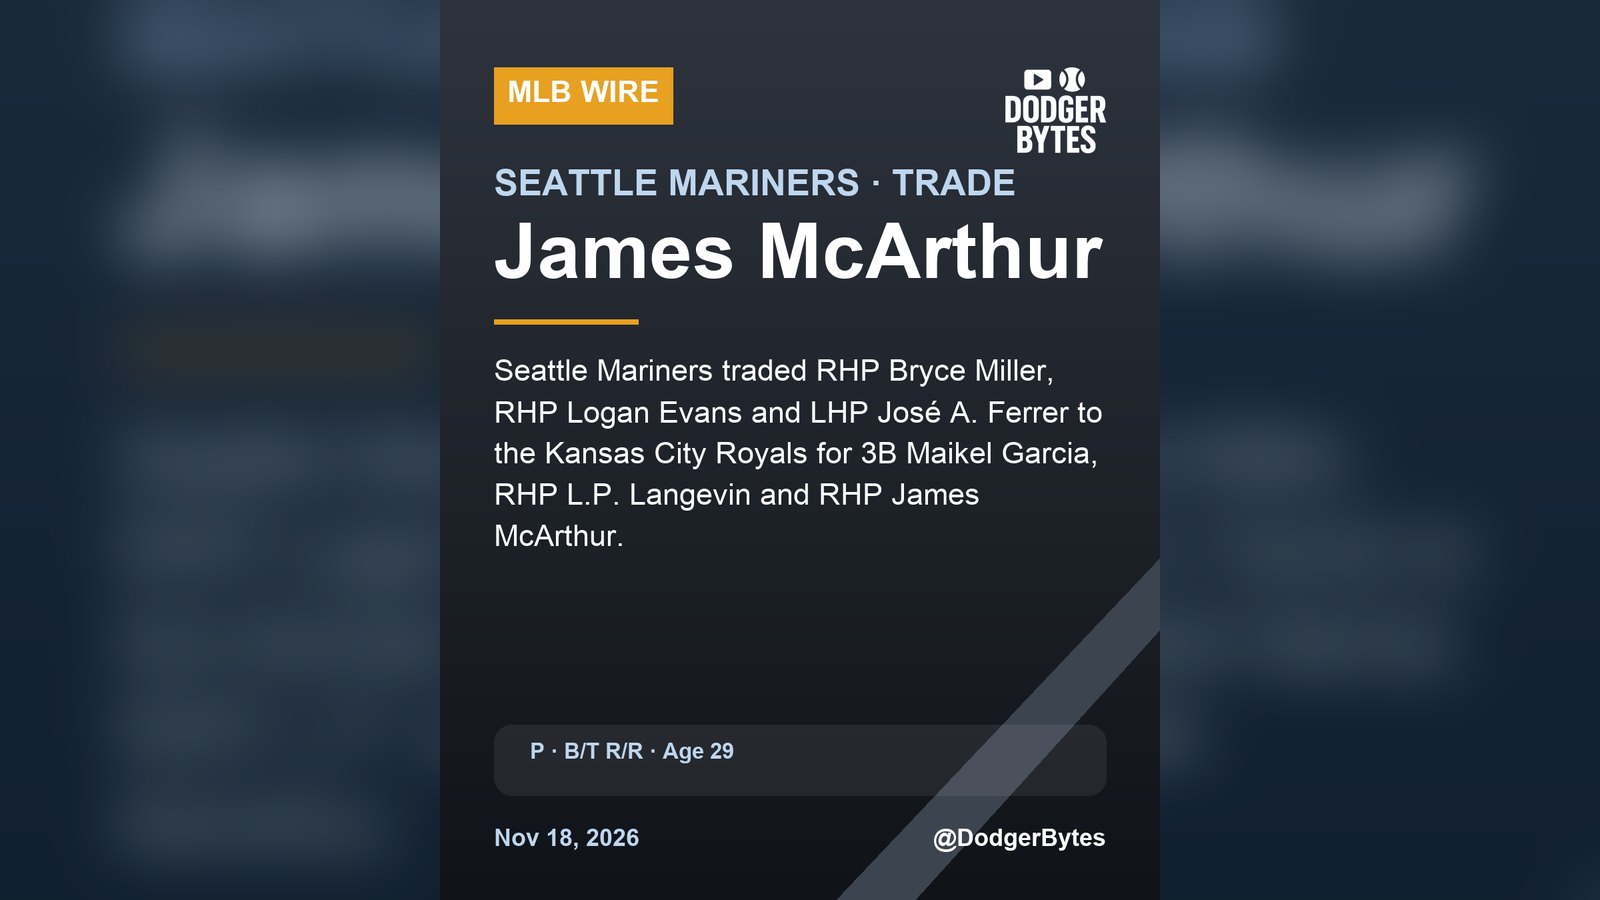 MLB WIRE
DODGER
BYTES
SEATTLE MARINERS · TRADE
James McArthur
Seattle Mariners traded RHP Bryce Miller,
RHP Logan Evans and LHP José A. Ferrer to
the Kansas City Royals for 3B Maikel Garcia,
RHP L.P. Langevin and RHP James
McArthur.
P · B/T R/R · Age 29
Nov 18, 2026
@DodgerBytes